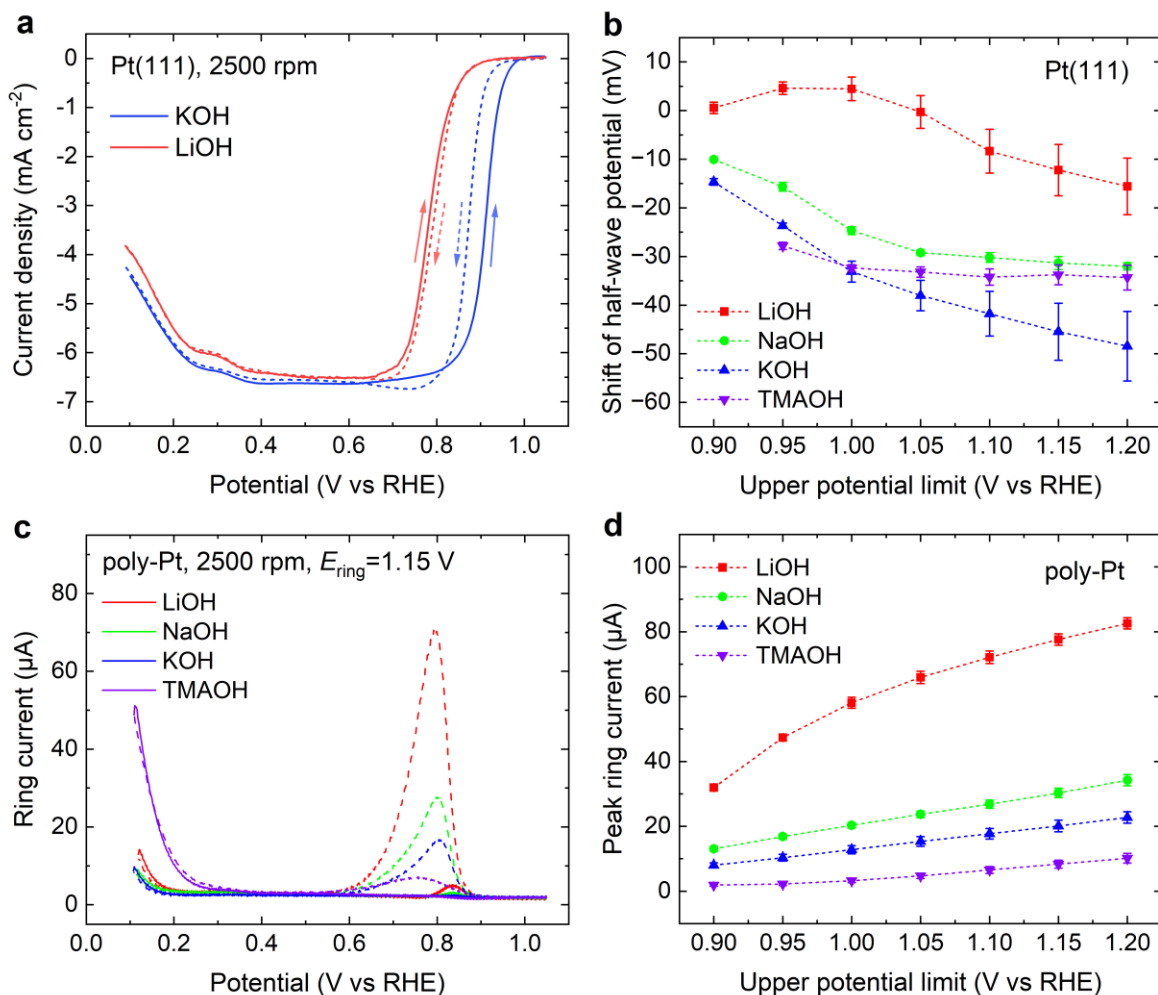 a
Pt(111), 2500 rpm
KOH
LiOH
0
−1
−2
−3
−4
−5
−6
−7
Current density (mA cm⁻²)
0.0 0.2 0.4 0.6 0.8 1.0
Potential (V vs RHE)
b
Pt(111)
10
0
−10
−20
−30
−40
−50
−60
Shift of half-wave potential (mV)
LiOH
NaOH
KOH
TMAOH
0.90 0.95 1.00 1.05 1.10 1.15 1.20
Upper potential limit (V vs RHE)
c
poly-Pt, 2500 rpm, E_ring=1.15 V
LiOH
NaOH
KOH
TMAOH
80
60
40
20
0
Ring current (µA)
0.0 0.2 0.4 0.6 0.8 1.0
Potential (V vs RHE)
d
poly-Pt
LiOH
NaOH
KOH
TMAOH
100
80
60
40
20
0
Peak ring current (µA)
0.90 0.95 1.00 1.05 1.10 1.15 1.20
Upper potential limit (V vs RHE)